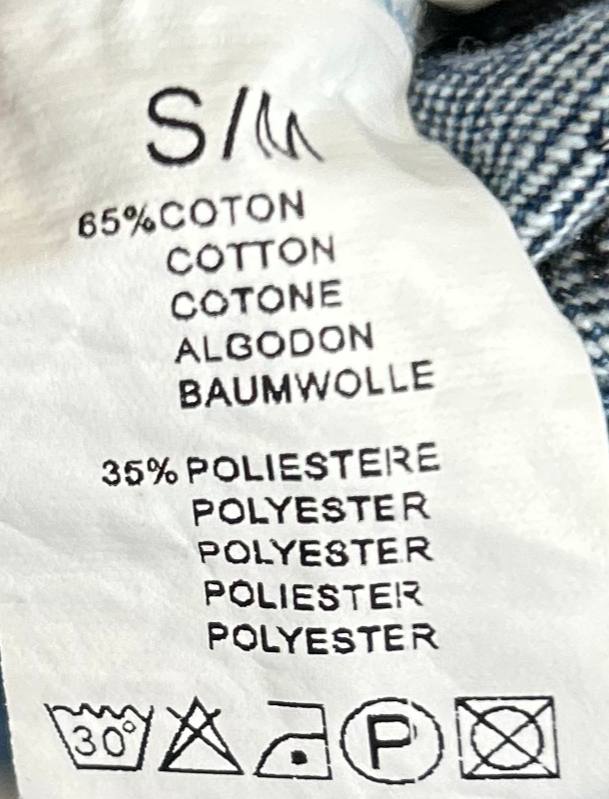 S/M
65%COTON
COTTON
COTONE
ALGODON
BAUMWOLLE
35% POLIESTERE
POLYESTER
POLYESTER
POLIESTER
POLYESTER
30°
P